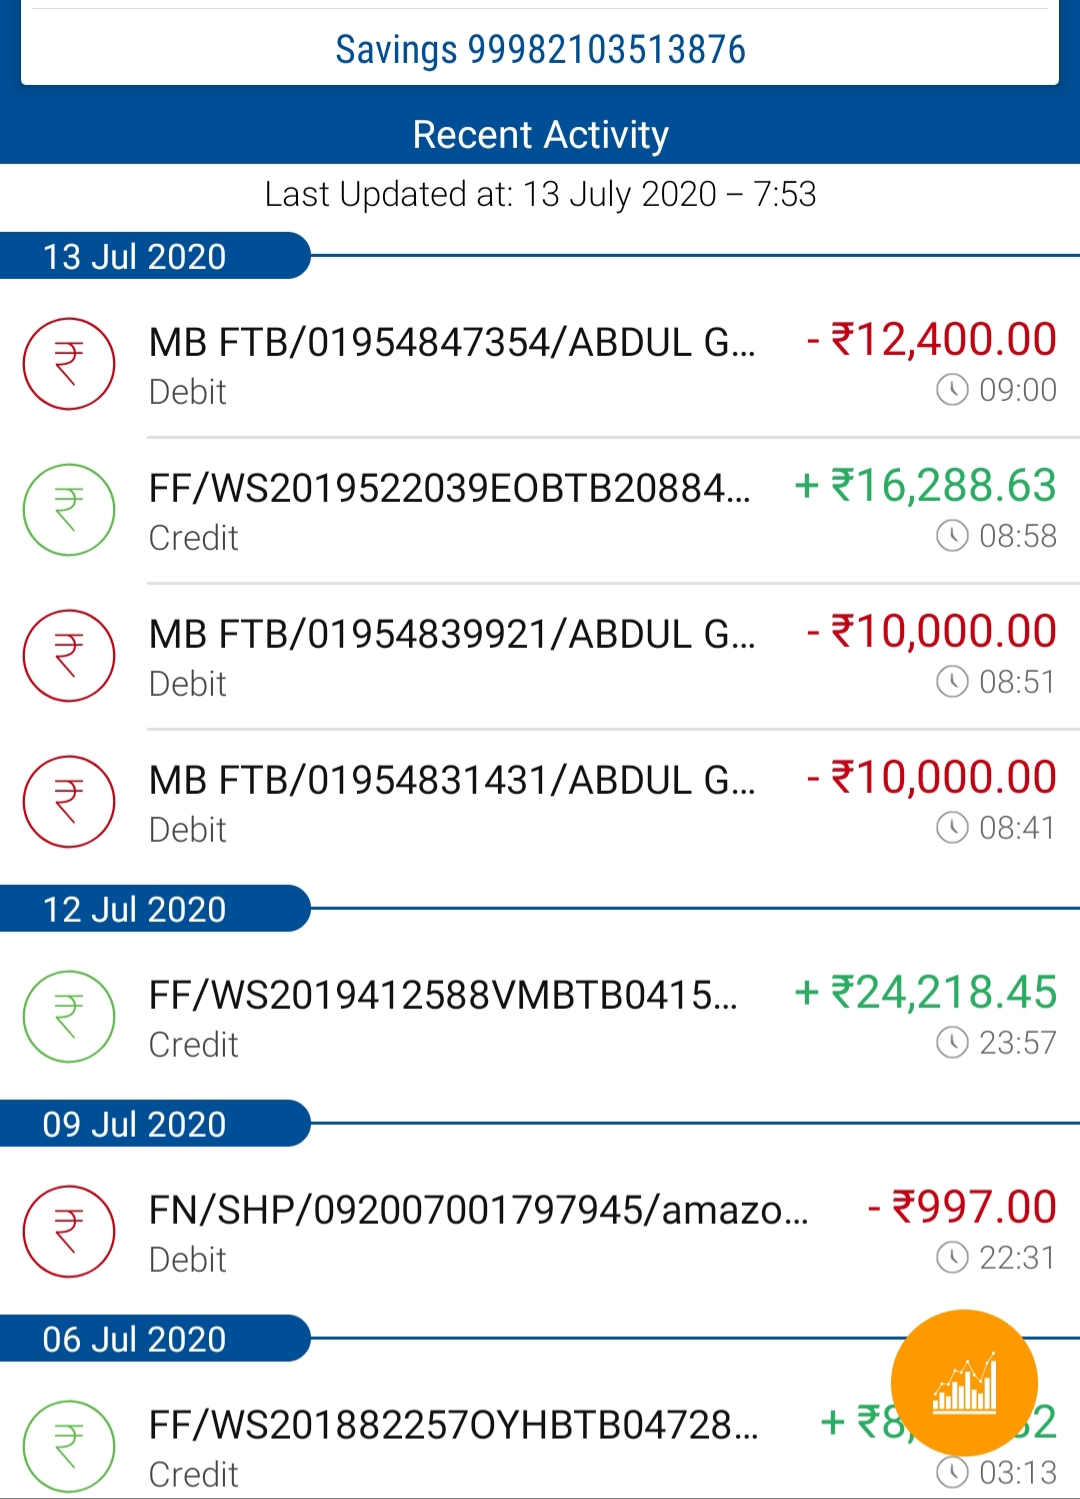 Savings 99982103513876
Recent Activity
Last Updated at: 13 July 2020 – 7:53
13 Jul 2020
MB FTB/01954847354/ABDUL G... - ₹12,400.00
Debit 09:00
FF/WS2019522039EOBTB20884... + ₹16,288.63
Credit 08:58
MB FTB/01954839921/ABDUL G... - ₹10,000.00
Debit 08:51
MB FTB/01954831431/ABDUL G... - ₹10,000.00
Debit 08:41
12 Jul 2020
FF/WS2019412588VMBTB0415... + ₹24,218.45
Credit 23:57
09 Jul 2020
FN/SHP/092007001797945/amazo... - ₹997.00
Debit 22:31
06 Jul 2020
FF/WS201882257OYHBTB04728...
Credit 03:13